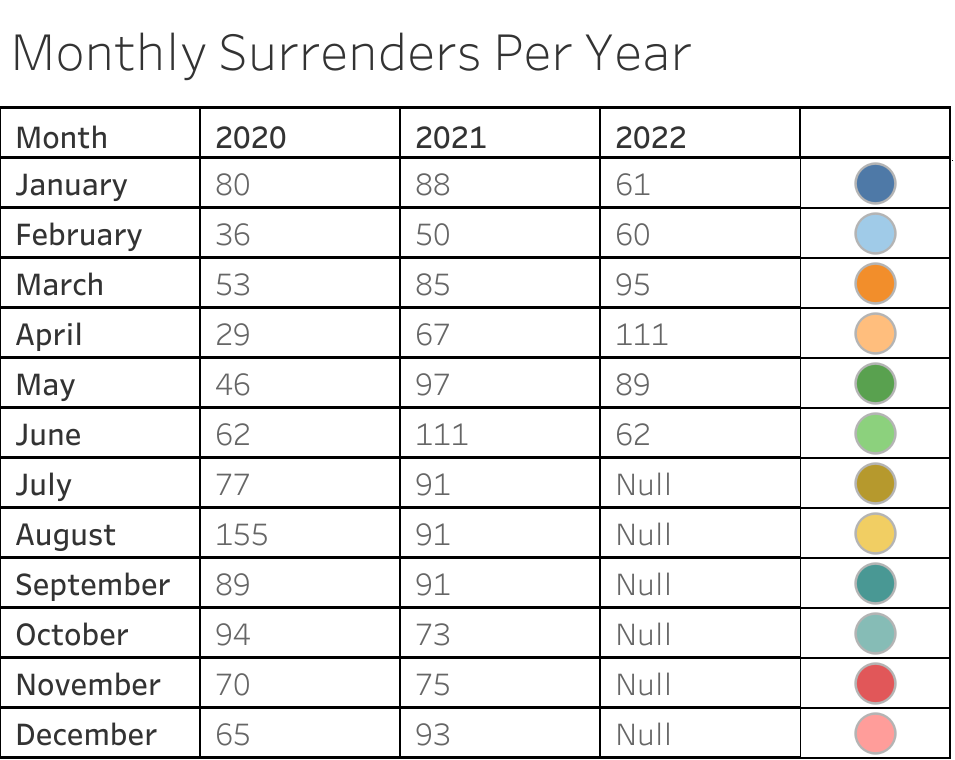 Monthly Surrenders Per Year
Month 2020 2021 2022
January 80 88 61
February 36 50 60
March 53 85 95
April 29 67 111
May 46 97 89
June 62 111 62
July 77 91 Null
August 155 91 Null
September 89 91 Null
October 94 73 Null
November 70 75 Null
December 65 93 Null